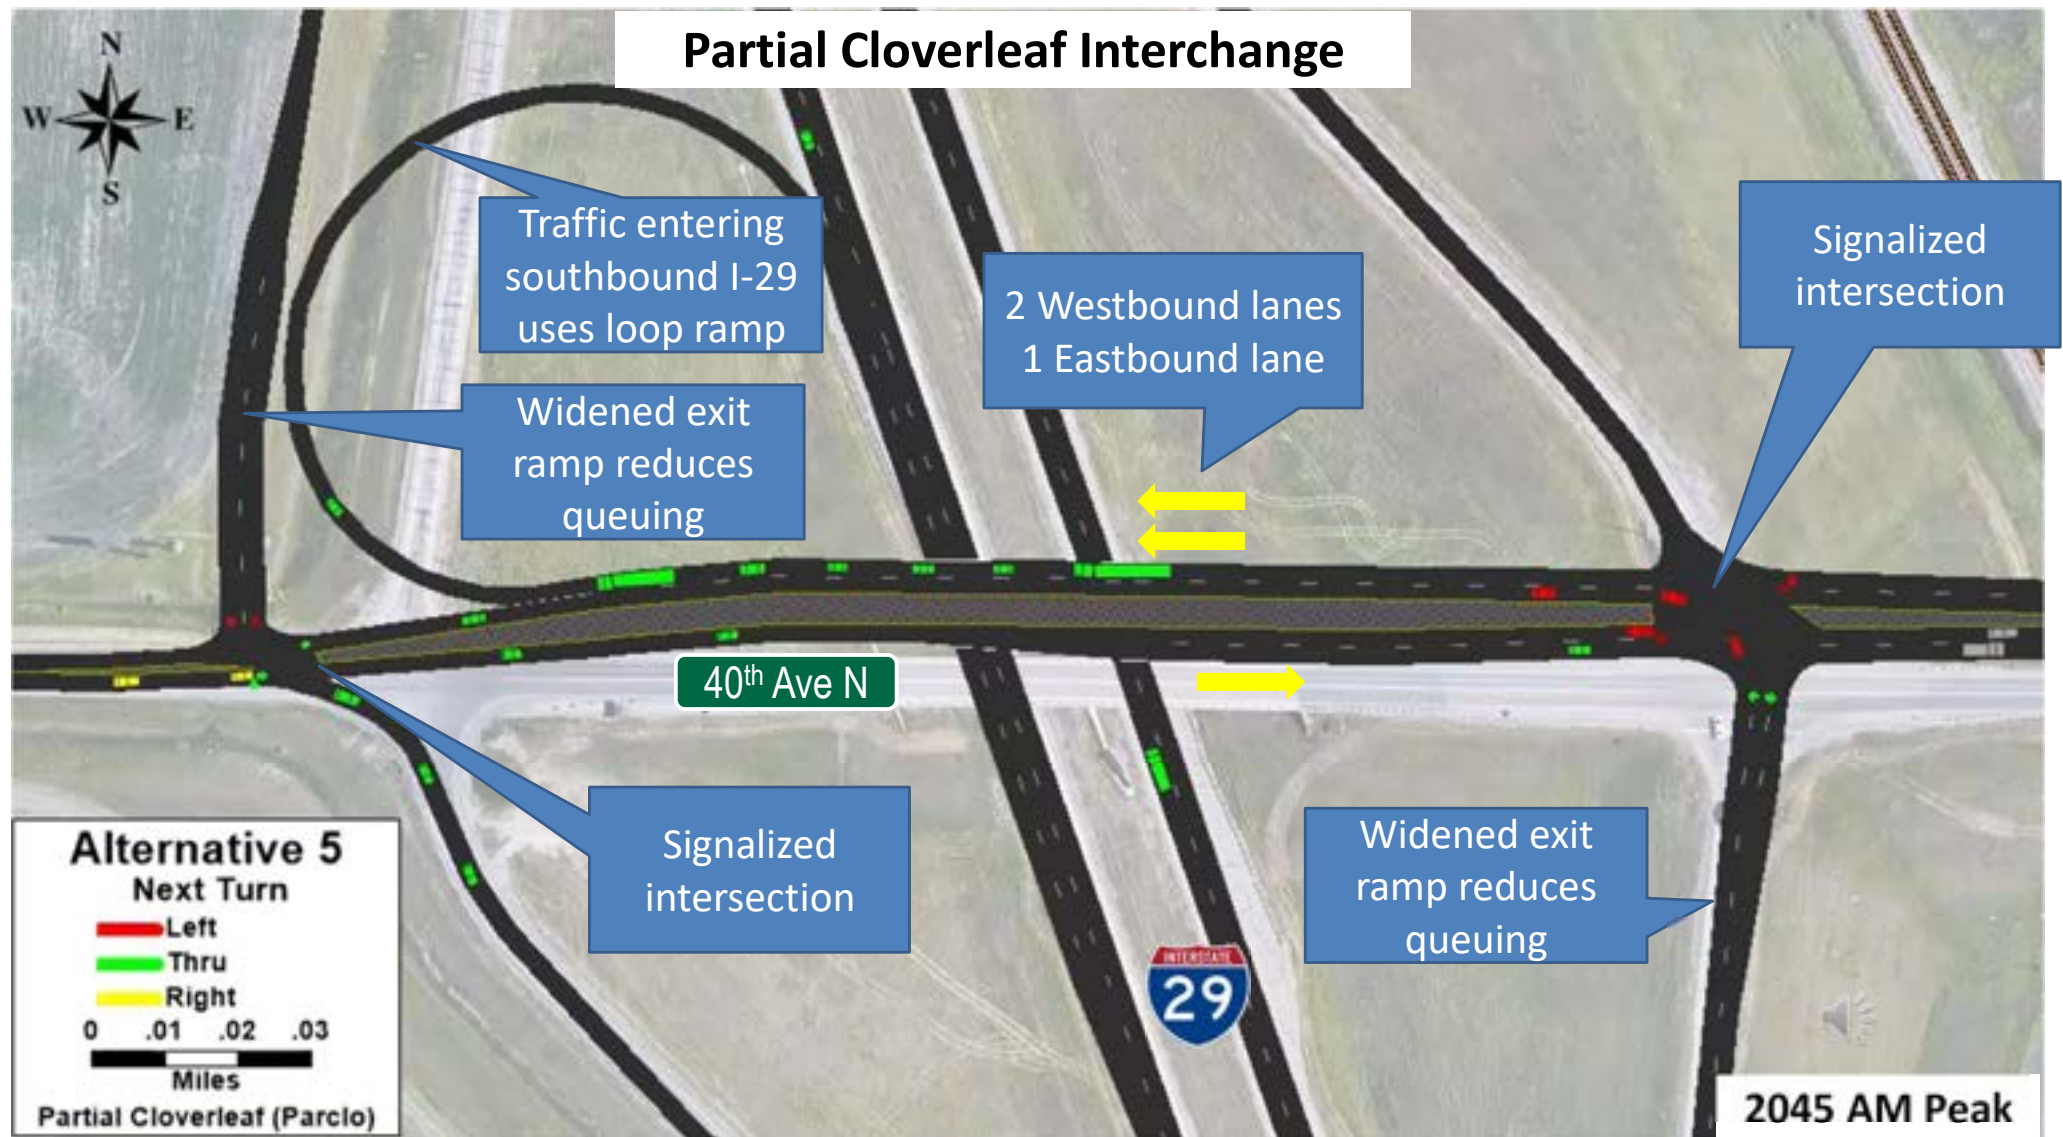 Partial Cloverleaf Interchange
N
W
E
S
Traffic entering
southbound I-29
uses loop ramp
2 Westbound lanes
1 Eastbound lane
Signalized
intersection
Widened exit
ramp reduces
queuing
40th Ave N
Signalized
intersection
Widened exit
ramp reduces
queuing
INTERSTATE
29
Alternative 5
Next Turn
Left
Thru
Right
0 .01 .02 .03
Miles
Partial Cloverleaf (Parclo)
2045 AM Peak